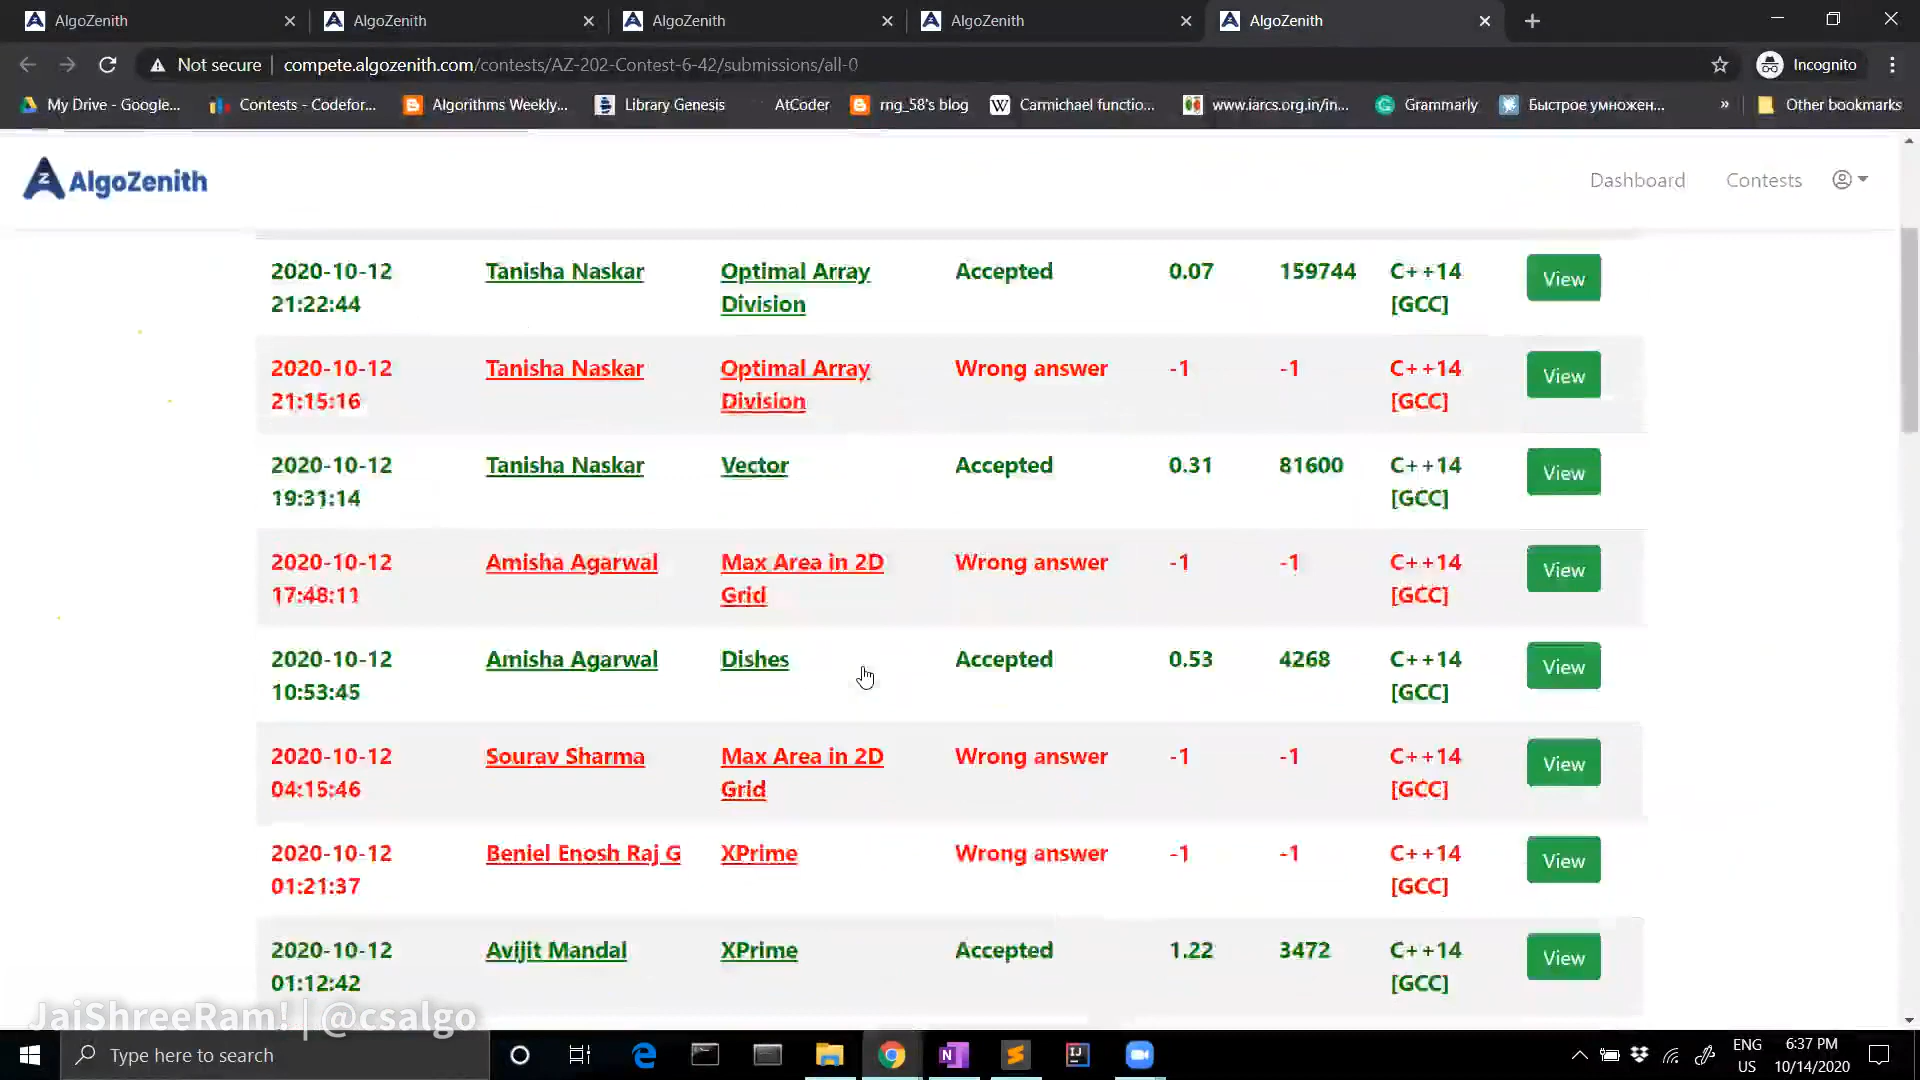 AlgoZenith
AlgoZenith
AlgoZenith
AlgoZenith
AlgoZenith
Not secure
compete.algozenith.com/contests/AZ-202-Contest-6-42/submissions/all-0
Incognito
My Drive - Google...
Contests - Codefor...
Algorithms Weekly...
Library Genesis
AtCoder
rng_58's blog
Carmichael functio...
www.iarcs.org.in/in...
Grammarly
Быстрое умножен...
»
Other bookmarks
AlgoZenith
Dashboard
Contests
2020-10-12 Tanisha Naskar Optimal Array Accepted 0.07 159744 C++14 View
21:22:44 Division [GCC]
2020-10-12 Tanisha Naskar Optimal Array Wrong answer -1 -1 C++14 View
21:15:16 Division [GCC]
2020-10-12 Tanisha Naskar Vector Accepted 0.31 81600 C++14 View
19:31:14 [GCC]
2020-10-12 Amisha Agarwal Max Area in 2D Wrong answer -1 -1 C++14 View
17:48:11 Grid [GCC]
2020-10-12 Amisha Agarwal Dishes Accepted 0.53 4268 C++14 View
10:53:45 [GCC]
2020-10-12 Sourav Sharma Max Area in 2D Wrong answer -1 -1 C++14 View
04:15:46 Grid [GCC]
2020-10-12 Beniel Enosh Raj G XPrime Wrong answer -1 -1 C++14 View
01:21:37 [GCC]
2020-10-12 Avijit Mandal XPrime Accepted 1.22 3472 C++14 View
01:12:42 [GCC]
JaiShreeRam! | @csalgo
Type here to search
ENG
US
6:37 PM
10/14/2020